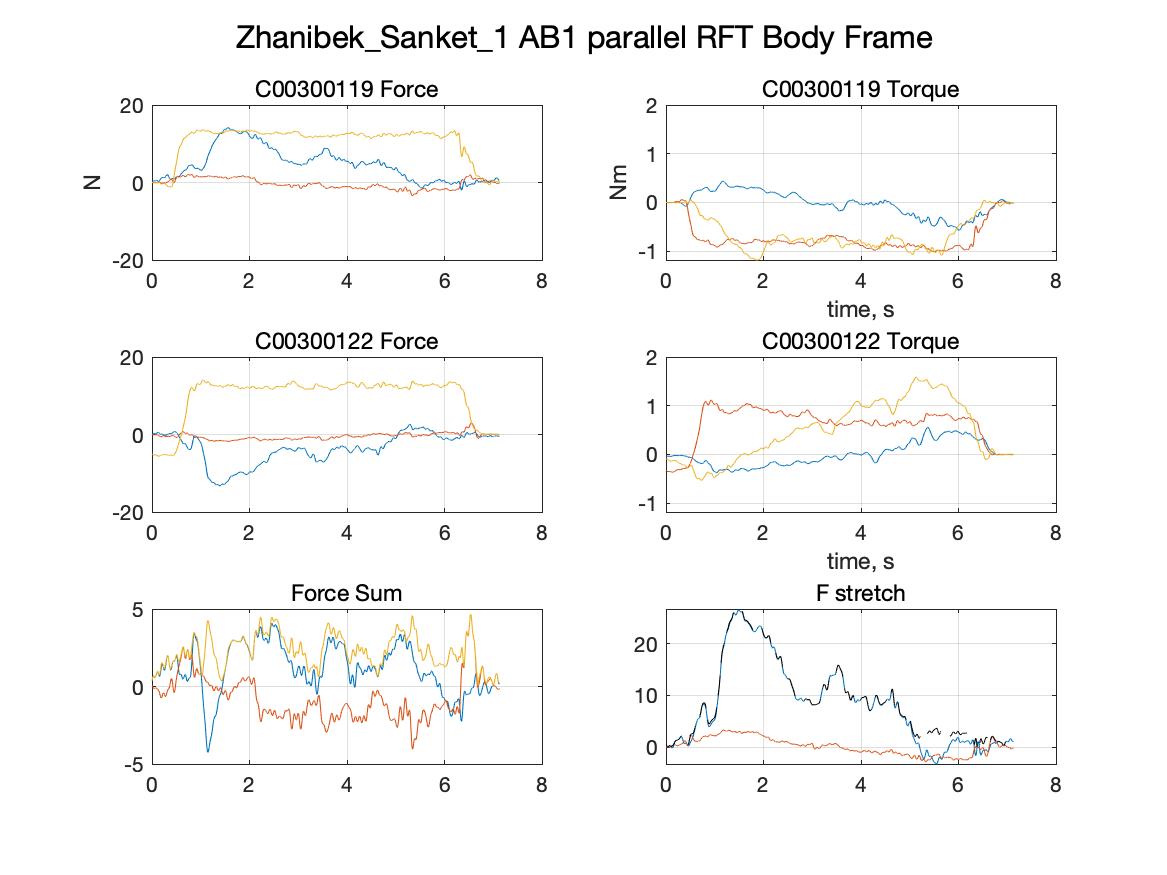 Zhanibek_Sanket_1 AB1 parallel RFT Body Frame
C00300119 Force
20
0
-20
N
0 2 4 6 8
C00300119 Torque
2
1
0
-1
Nm
0 2 4 6 8
time, s
C00300122 Force
20
0
-20
0 2 4 6 8
C00300122 Torque
2
1
0
-1
0 2 4 6 8
time, s
Force Sum
5
0
-5
0 2 4 6 8
F stretch
20
10
0
0 2 4 6 8